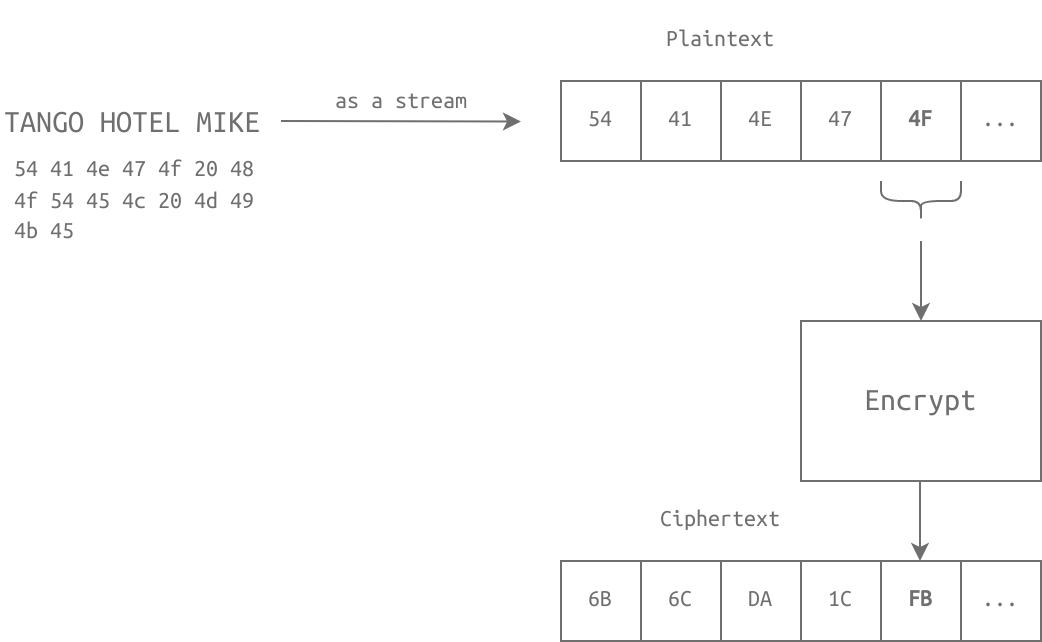 Plaintext
as a stream
TANGO HOTEL MIKE
54 41 4E 47 4F ...
54 41 4e 47 4f 20 48
4f 54 45 4c 20 4d 49
4b 45
Encrypt
Ciphertext
6B 6C DA 1C FB ...